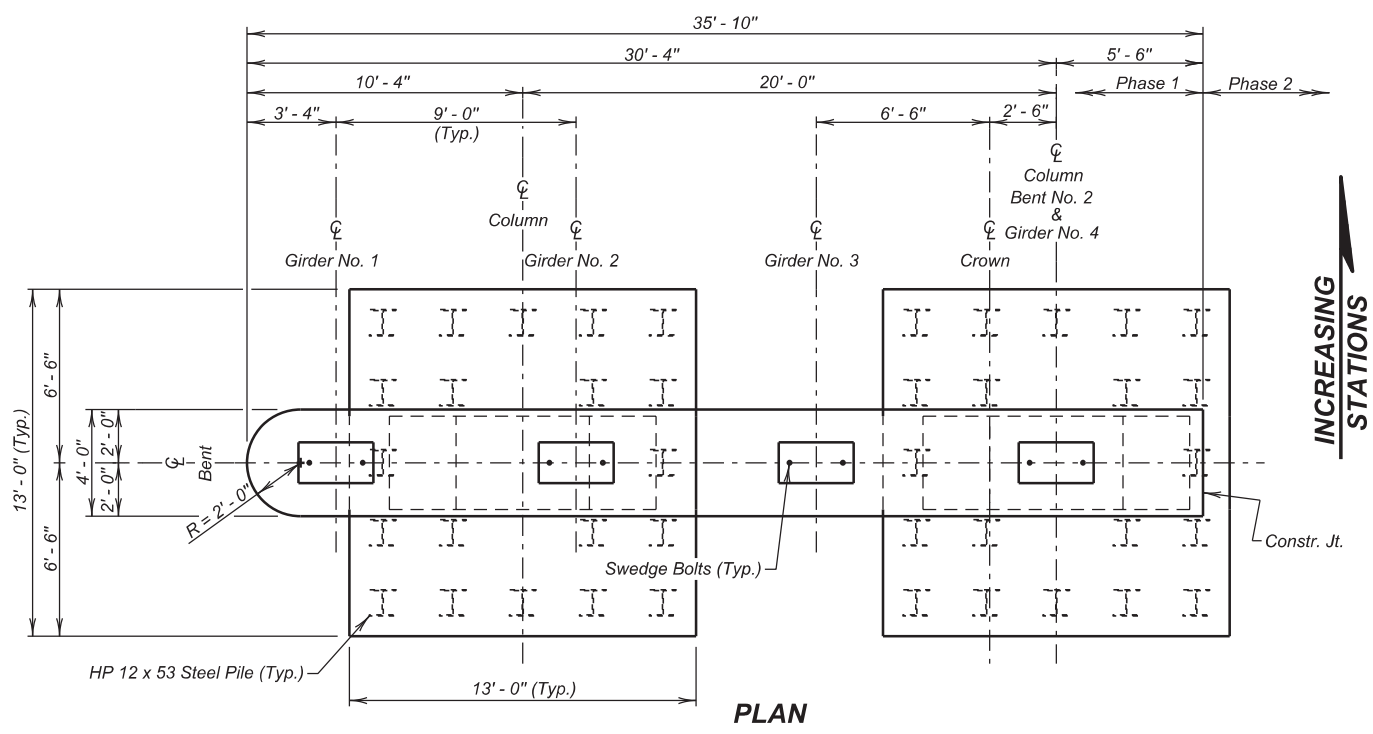 35' - 10"
30' - 4"
5' - 6"
10' - 4"
20' - 0"
Phase 1
Phase 2
3' - 4"
9' - 0"
(Typ.)
6' - 6"
2' - 6"
℄
Column
Bent No. 2
&
Girder No. 4
℄
Column
℄
Girder No. 1
℄
Girder No. 2
℄
Girder No. 3
℄
Crown
INCREASING
STATIONS
13' - 0" (Typ.)
6' - 6"
6' - 6"
4' - 0"
2' - 0"
2' - 0"
℄
Bent
R = 2' - 0"
Swedge Bolts (Typ.)
Constr. Jt.
HP 12 x 53 Steel Pile (Typ.)
13' - 0" (Typ.)
PLAN